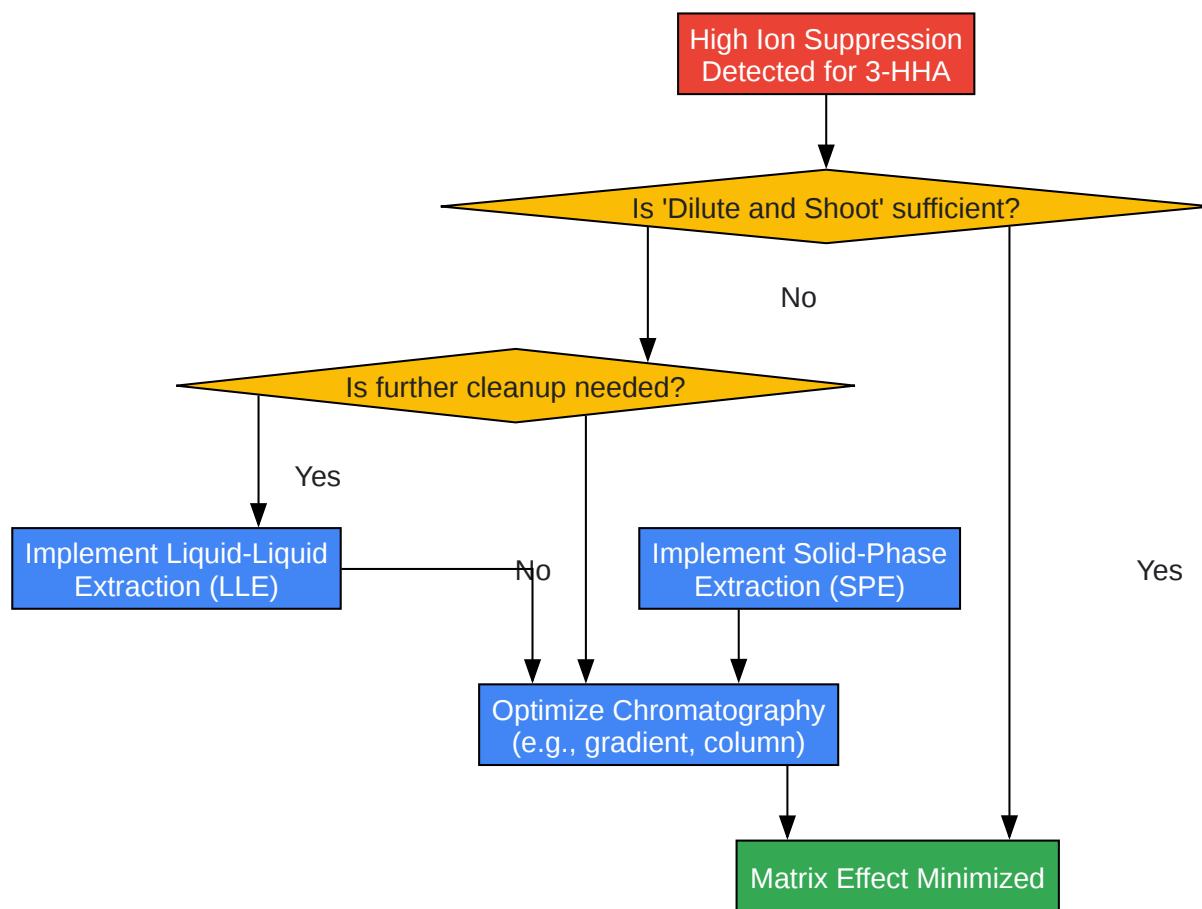 High Ion Suppression
Detected for 3-HHA
Is 'Dilute and Shoot' sufficient?
No
Is further cleanup needed?
Yes
Implement Liquid-Liquid
Extraction (LLE)
No
Implement Solid-Phase
Extraction (SPE)
Yes
Optimize Chromatography
(e.g., gradient, column)
Matrix Effect Minimized